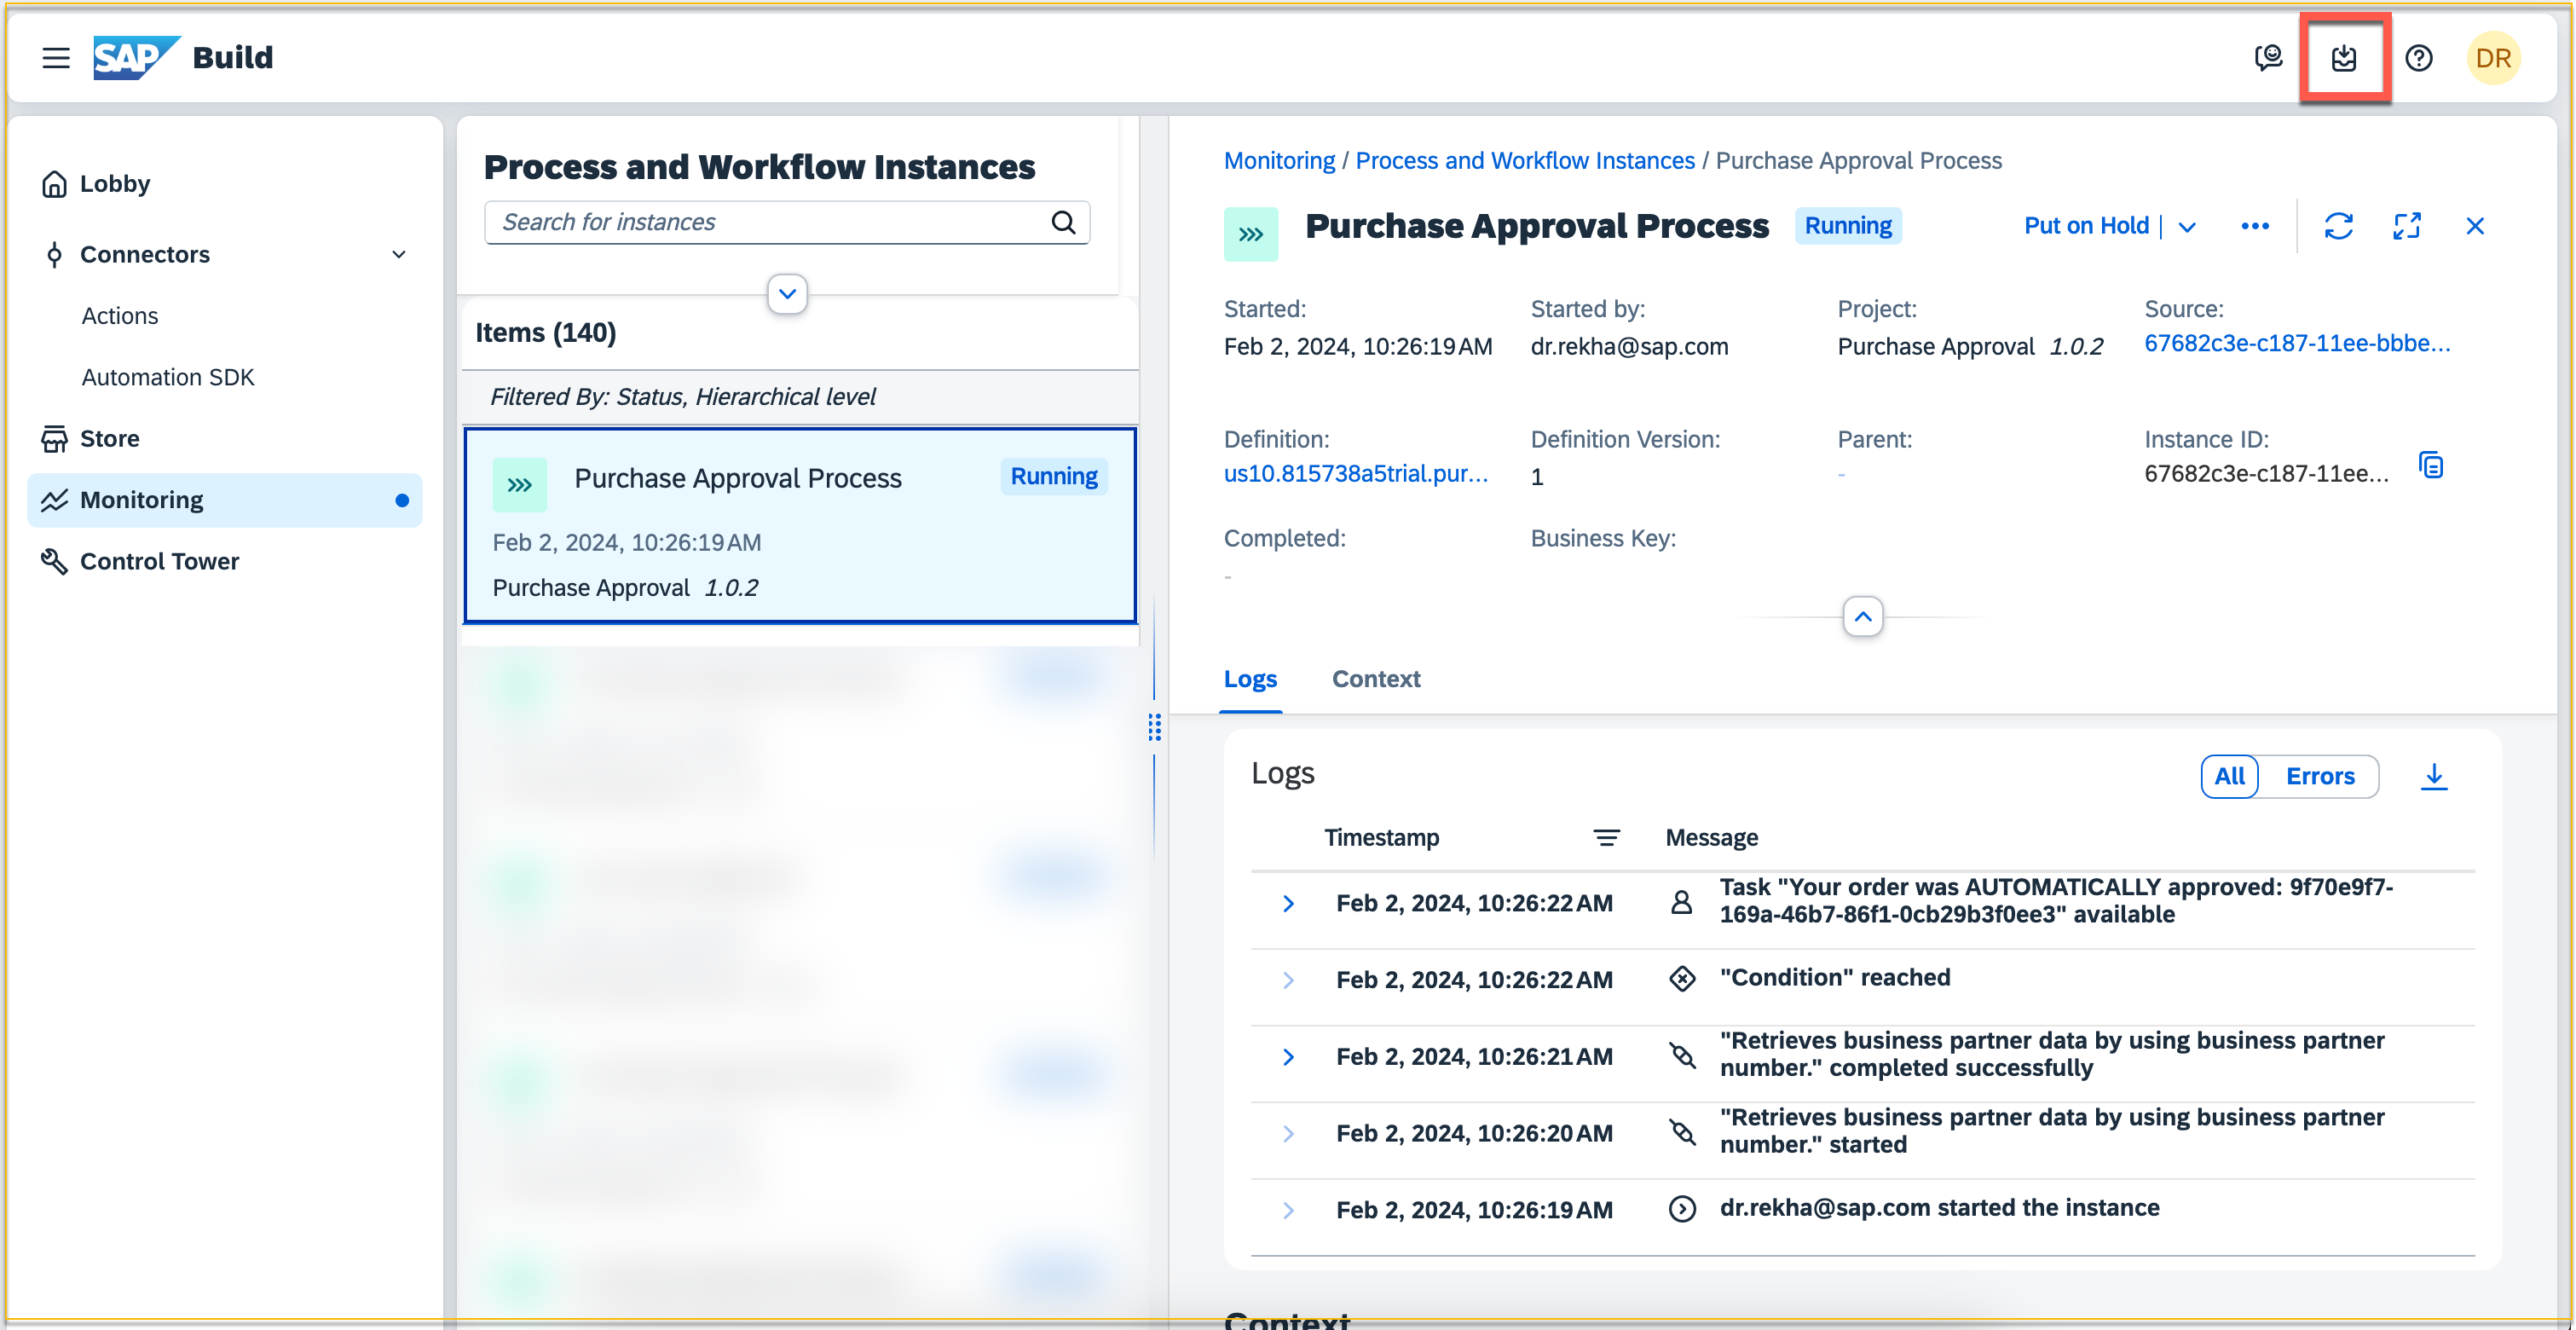 SAP Build
DR
Lobby
Connectors
Actions
Automation SDK
Store
Monitoring
Control Tower
Process and Workflow Instances
Search for instances
Items (140)
Filtered By: Status, Hierarchical level
Purchase Approval Process Running
Feb 2, 2024, 10:26:19 AM
Purchase Approval 1.0.2
Monitoring / Process and Workflow Instances / Purchase Approval Process
Purchase Approval Process Running Put on Hold
Started: Started by: Project: Source:
Feb 2, 2024, 10:26:19 AM dr.rekha@sap.com Purchase Approval 1.0.2 67682c3e-c187-11ee-bbbe...
Definition: Definition Version: Parent: Instance ID:
us10.815738a5trial.pur... 1 - 67682c3e-c187-11ee...
Completed: Business Key:
-
Logs Context
Logs All Errors
Timestamp Message
Feb 2, 2024, 10:26:22 AM Task "Your order was AUTOMATICALLY approved: 9f70e9f7-
169a-46b7-86f1-0cb29b3f0ee3" available
Feb 2, 2024, 10:26:22 AM "Condition" reached
Feb 2, 2024, 10:26:21 AM "Retrieves business partner data by using business partner
number." completed successfully
Feb 2, 2024, 10:26:20 AM "Retrieves business partner data by using business partner
number." started
Feb 2, 2024, 10:26:19 AM dr.rekha@sap.com started the instance
Context